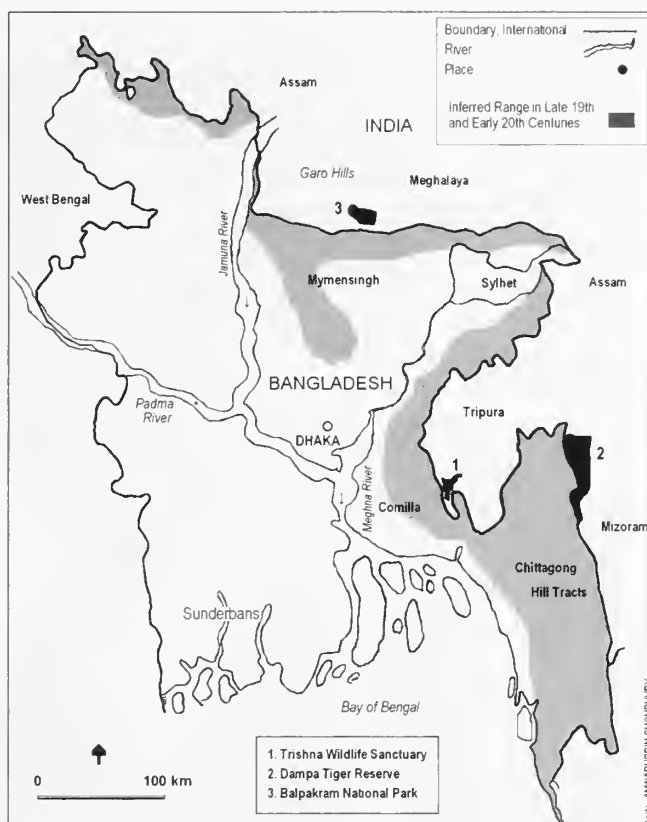 Boundary, International
River
Place
Inferred Range in Late 19th
and Early 20th Centuries
Assam
INDIA
Garo Hills
Meghalaya
3
West Bengal
Jamuna River
Mymensingh
Sylhet
Assam
BANGLADESH
Padma
River
DHAKA
Tripura
2
1
Meghna River
Comilla
Mizoram
Chittagong
Hill Tracts
Sunderbans
Bay of Bengal
1. Trishna Wildlife Sanctuary
2. Dampa Tiger Reserve
3. Balpakram National Park
0 100 km